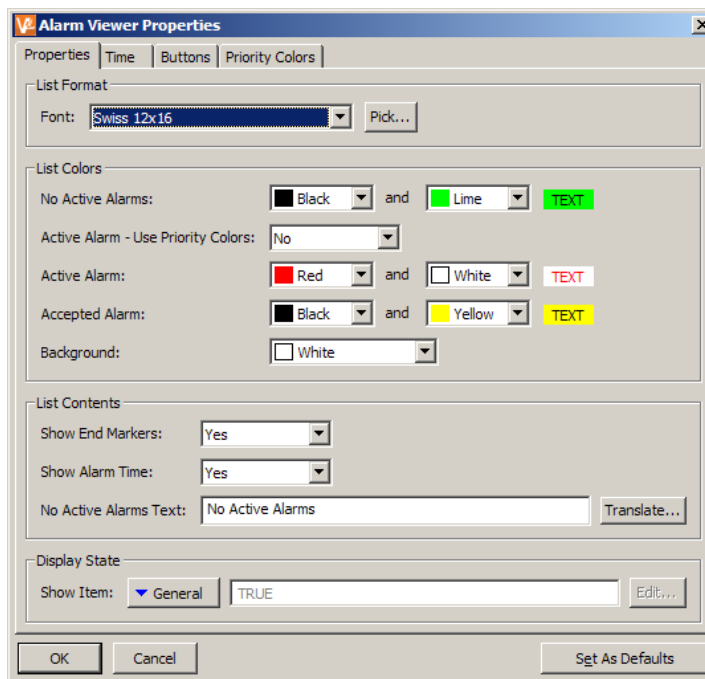 Alarm Viewer Properties
Properties Time Buttons Priority Colors
List Format
Font: Swiss 12x16 Pick...
List Colors
No Active Alarms: Black and Lime TEXT
Active Alarm - Use Priority Colors: No
Active Alarm: Red and White TEXT
Accepted Alarm: Black and Yellow TEXT
Background: White
List Contents
Show End Markers: Yes
Show Alarm Time: Yes
No Active Alarms Text: No Active Alarms Translate...
Display State
Show Item: General TRUE Edit...
OK Cancel Set As Defaults